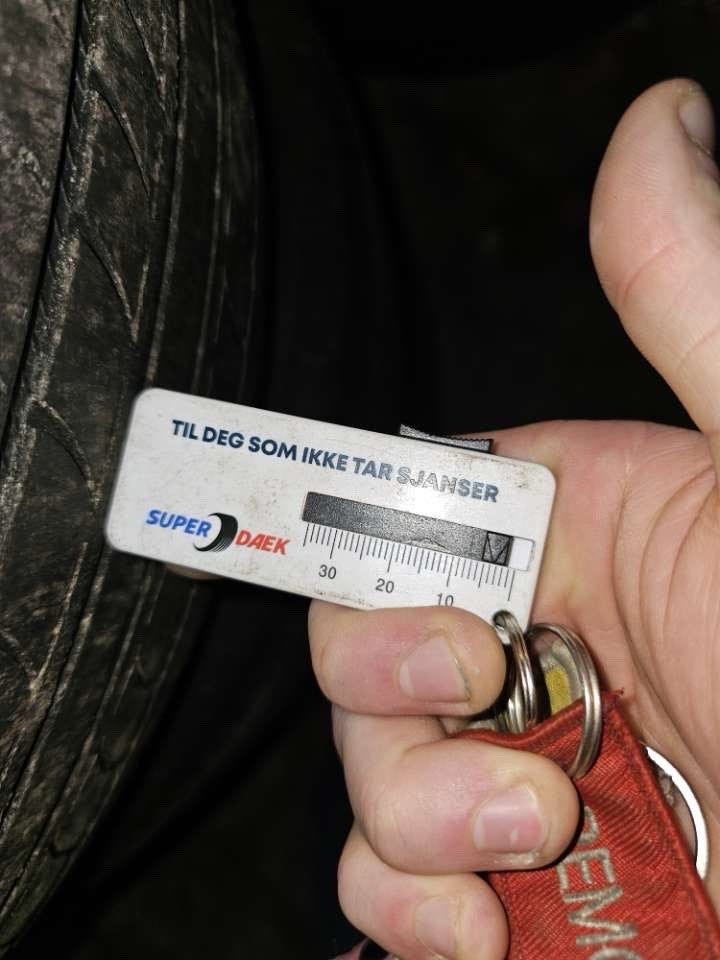 TIL DEG SOM IKKE TAR SJANSER
SUPER DAEK
30 20 10